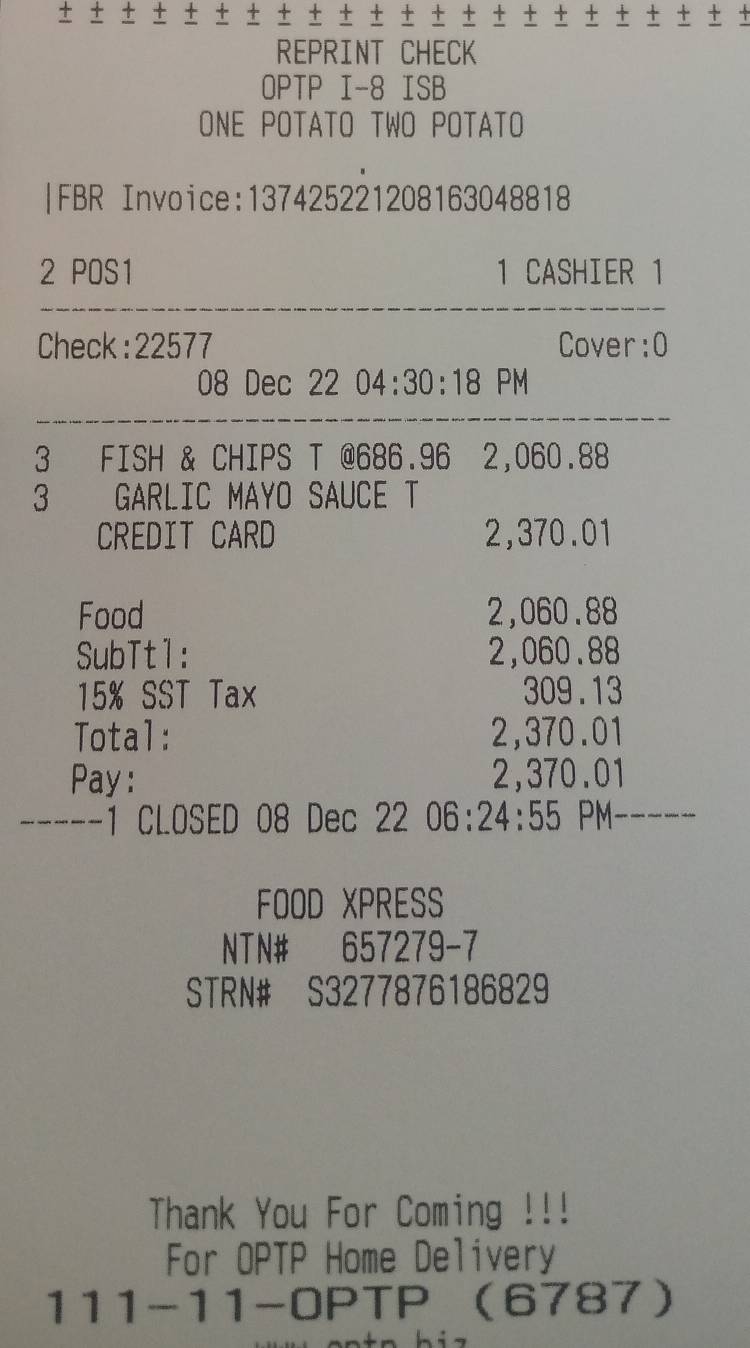 ± ± ± ± ± ± ± ± ± ± ± ± ± ± ± ± ± ± ± ± ± ± ±
REPRINT CHECK
OPTP I-8 ISB
ONE POTATO TWO POTATO
|FBR Invoice:137425221208163048818
2 POS1 1 CASHIER 1
Check:22577 Cover:0
08 Dec 22 04:30:18 PM
3 FISH & CHIPS T @686.96 2,060.88
3 GARLIC MAYO SAUCE T
CREDIT CARD 2,370.01
Food 2,060.88
SubTtl: 2,060.88
15% SST Tax 309.13
Total: 2,370.01
Pay: 2,370.01
-----1 CLOSED 08 Dec 22 06:24:55 PM-----
FOOD XPRESS
NTN# 657279-7
STRN# S3277876186829
Thank You For Coming !!!
For OPTP Home Delivery
111-11-OPTP (6787)
www.optp.biz